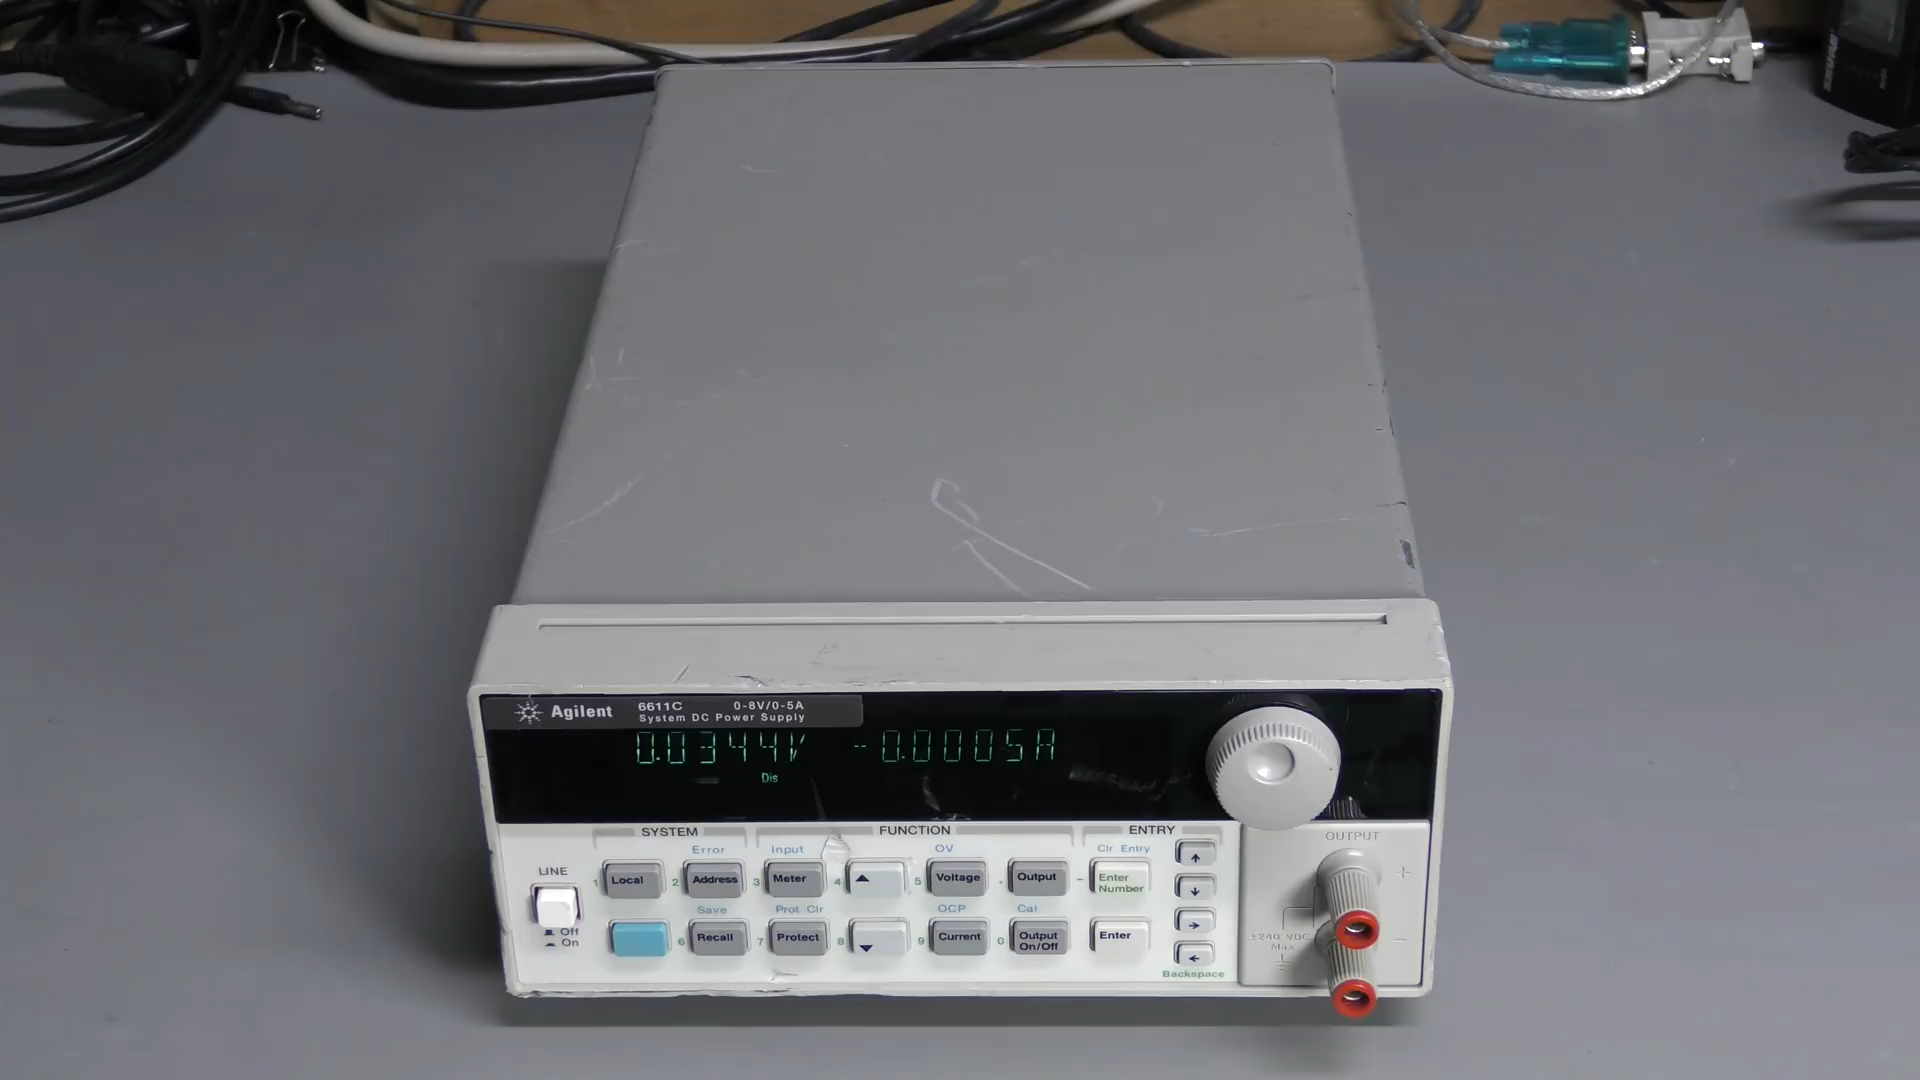 Agilent 6611C 0-8V/0-5A
System DC Power Supply
0.0344V -0.0005A
Dis
SYSTEM FUNCTION ENTRY
OUTPUT
LINE
Error Input OV Clr Entry
1 Local 2 Address 3 Meter 4 5 Voltage . Output - Enter Number
Save Prot Clr OCP Cal
6 Recall 7 Protect 8 9 Current 0 Output On/Off Enter
Off
On
Backspace
+
±240 VDC
Max
-